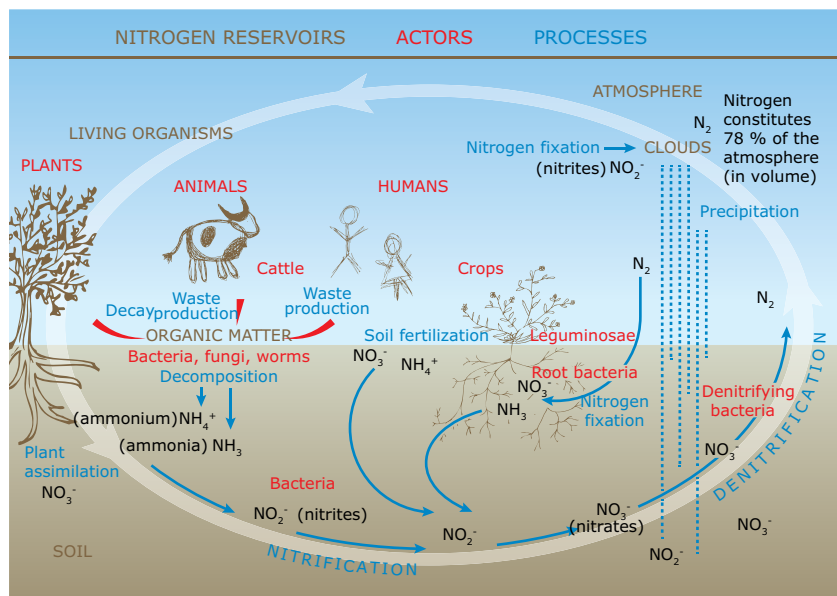 NITROGEN RESERVOIRS ACTORS PROCESSES
ATMOSPHERE
N₂
Nitrogen
constitutes
78 % of the
atmosphere
(in volume)
LIVING ORGANISMS
Nitrogen fixation
CLOUDS
(nitrites) NO₂⁻
PLANTS
ANIMALS
HUMANS
Precipitation
Cattle
Crops
N₂
N₂
Waste
production
Waste
production
Decay
ORGANIC MATTER
Soil fertilization
Leguminosae
Bacteria, fungi, worms
Decomposition
NO₃⁻
NH₄⁺
Root bacteria
NO₃⁻
NH₃
Nitrogen
fixation
Denitrifying
bacteria
(ammonium) NH₄⁺
(ammonia) NH₃
Plant
assimilation
NO₃⁻
NO₃⁻
Bacteria
NO₂⁻ (nitrites)
NO₂⁻
NO₃⁻
(nitrates)
NO₃⁻
NO₂⁻
SOIL
NITRIFICATION
DENITRIFICATION